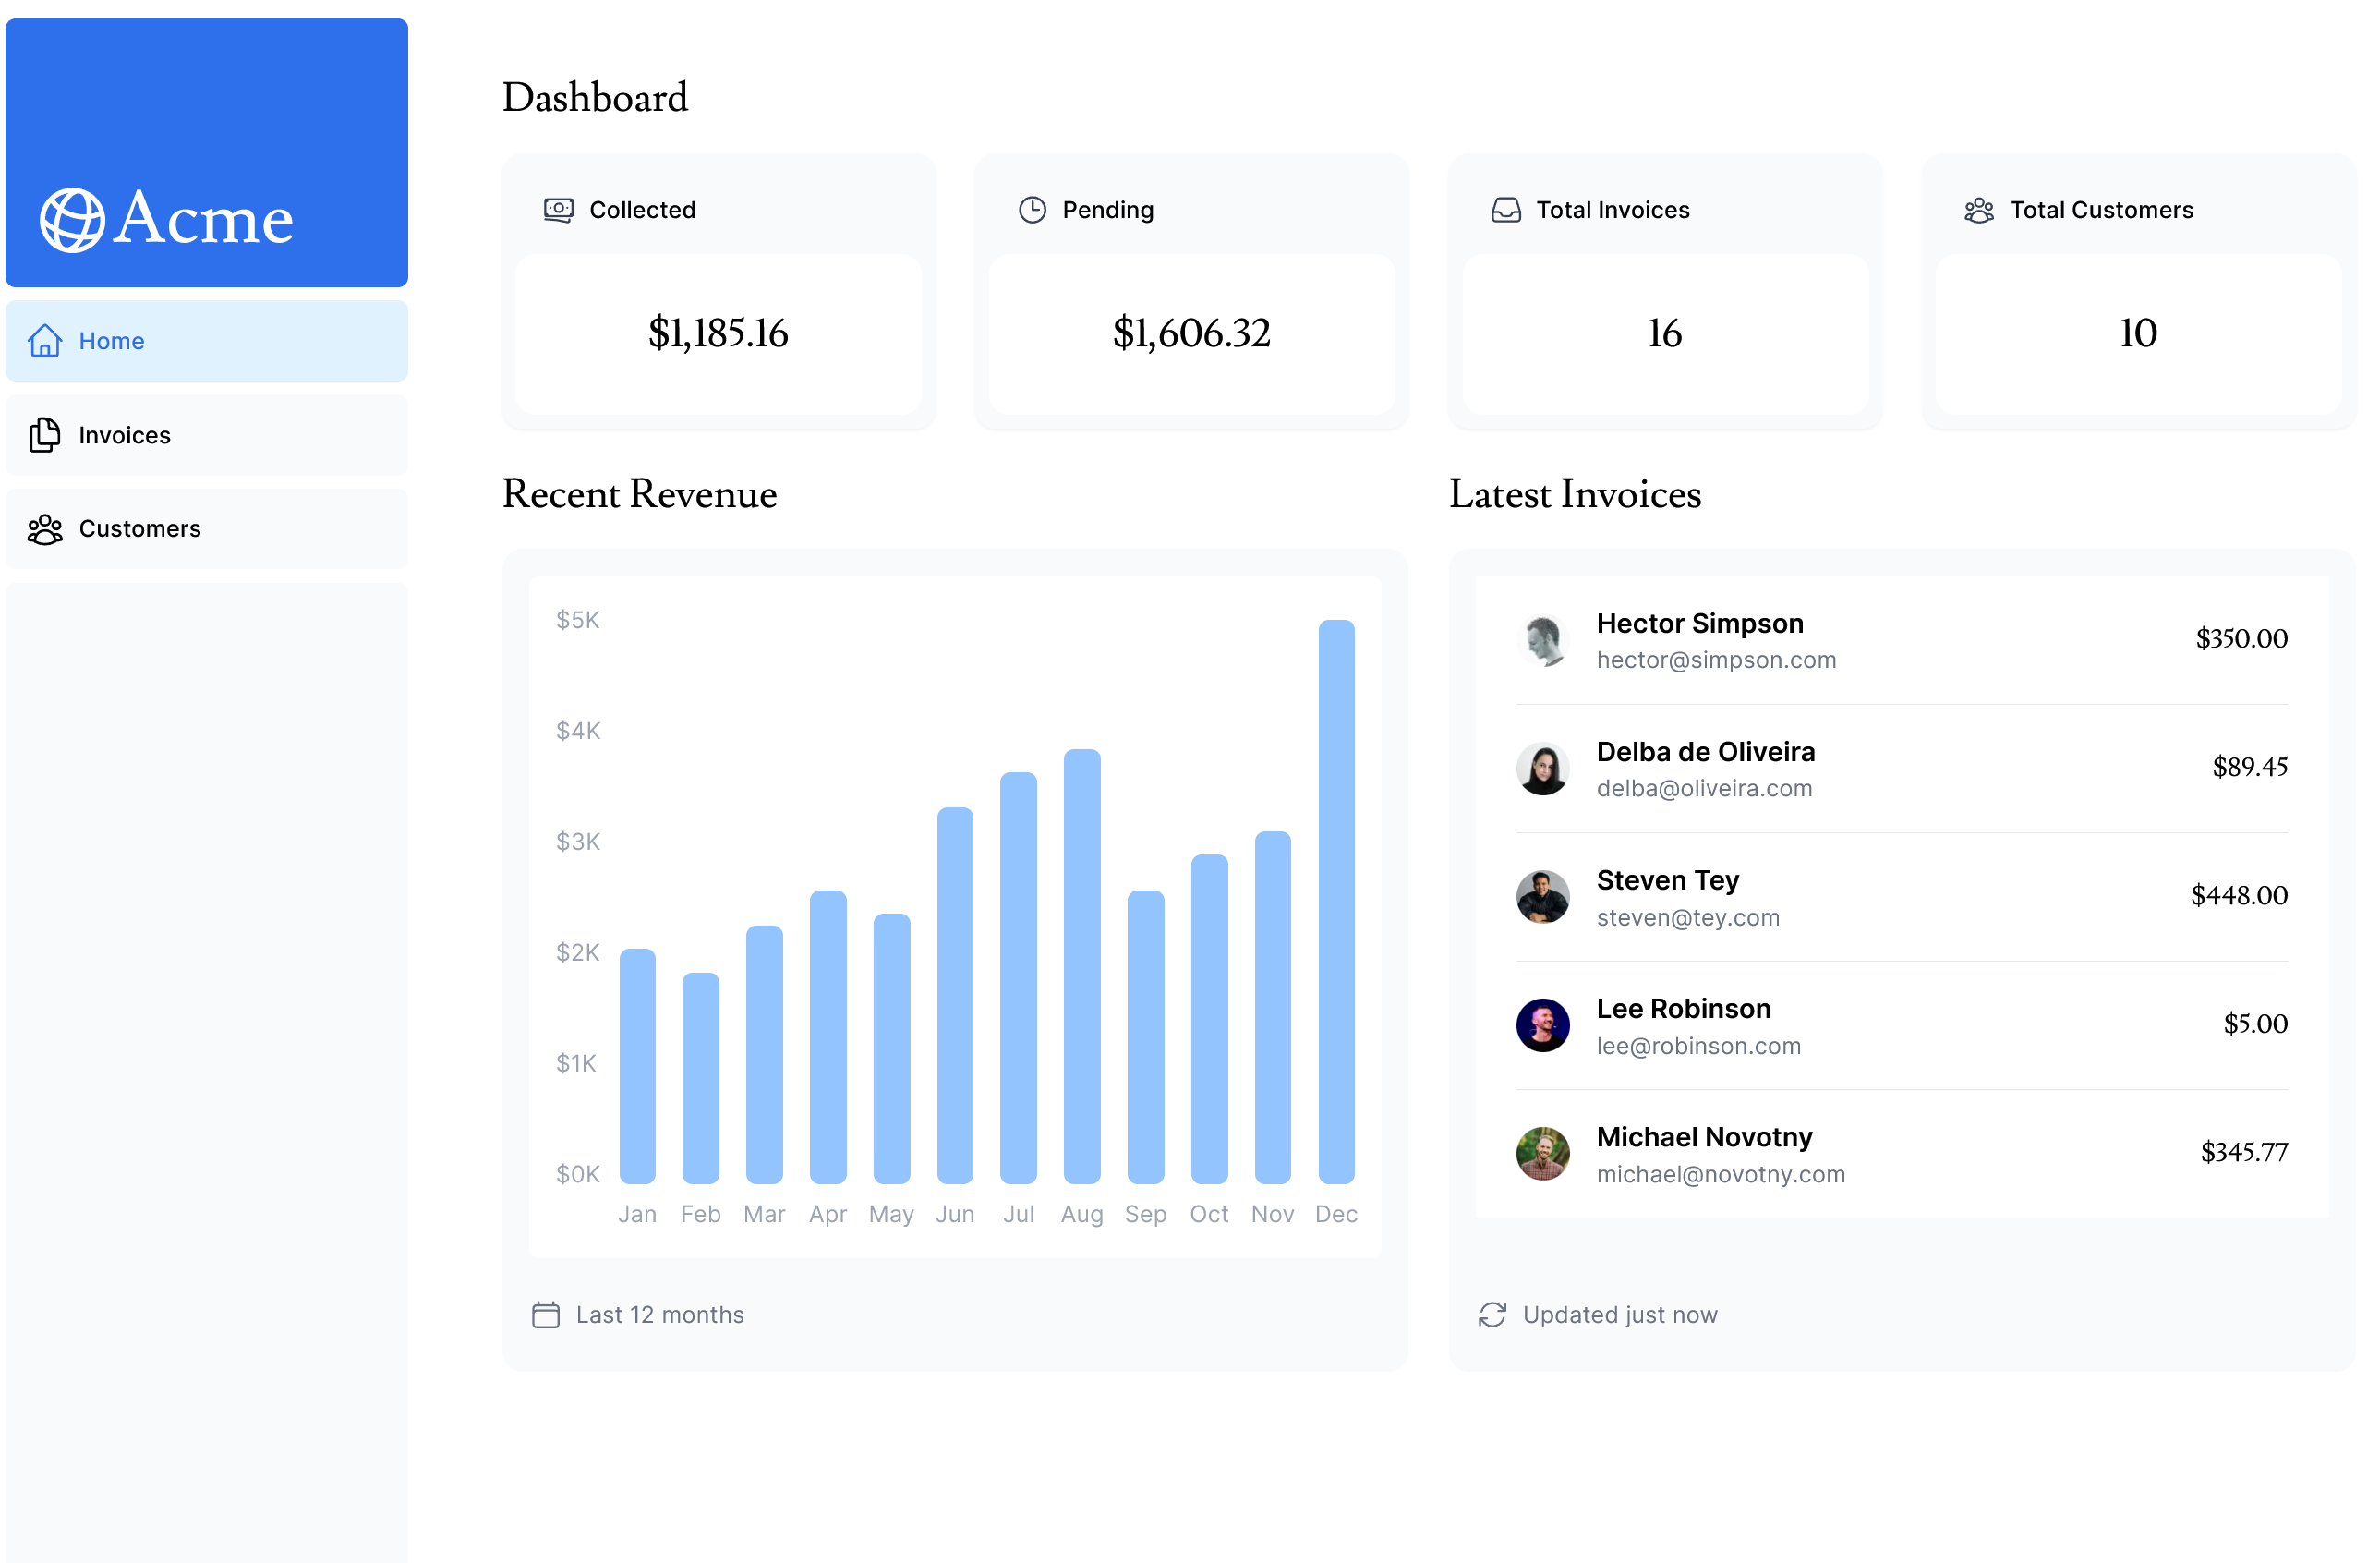 Acme
Home
Invoices
Customers
Dashboard
Collected
$1,185.16
Pending
$1,606.32
Total Invoices
16
Total Customers
10
Recent Revenue
$5K
$4K
$3K
$2K
$1K
$0K
Jan Feb Mar Apr May Jun Jul Aug Sep Oct Nov Dec
Last 12 months
Latest Invoices
Hector Simpson
hector@simpson.com
$350.00
Delba de Oliveira
delba@oliveira.com
$89.45
Steven Tey
steven@tey.com
$448.00
Lee Robinson
lee@robinson.com
$5.00
Michael Novotny
michael@novotny.com
$345.77
Updated just now